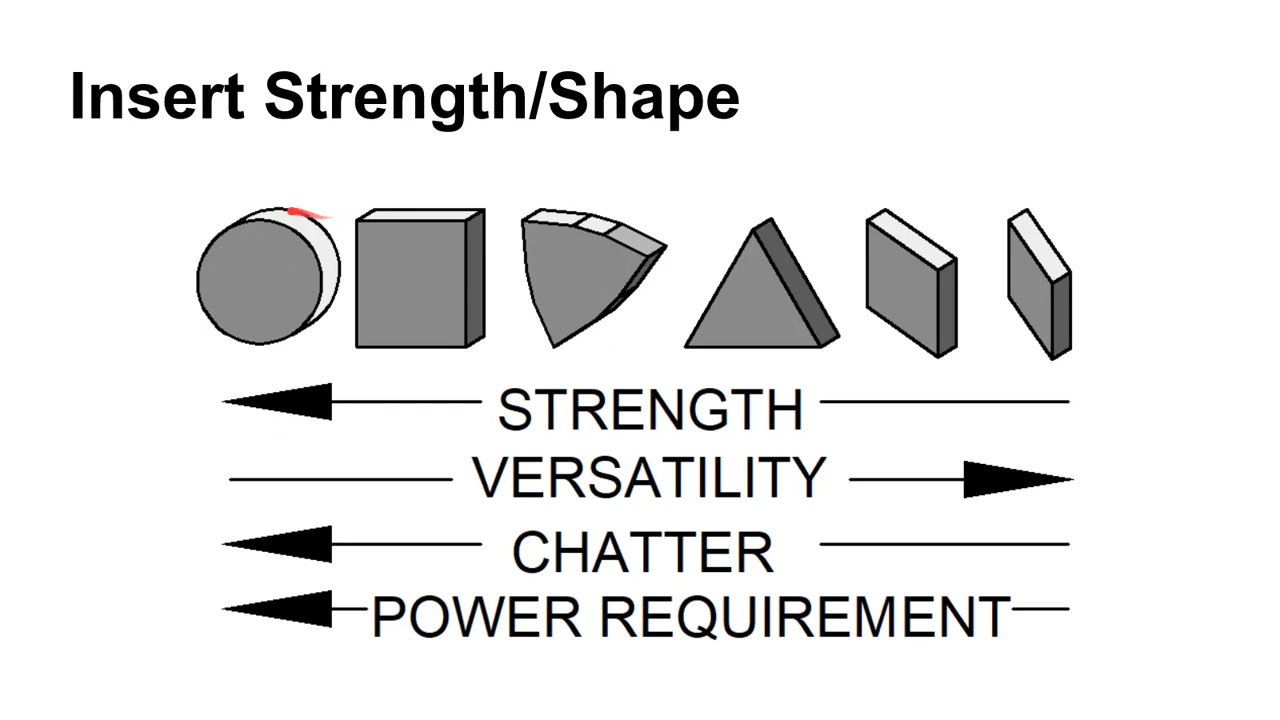 Insert Strength/Shape
STRENGTH
VERSATILITY
CHATTER
POWER REQUIREMENT